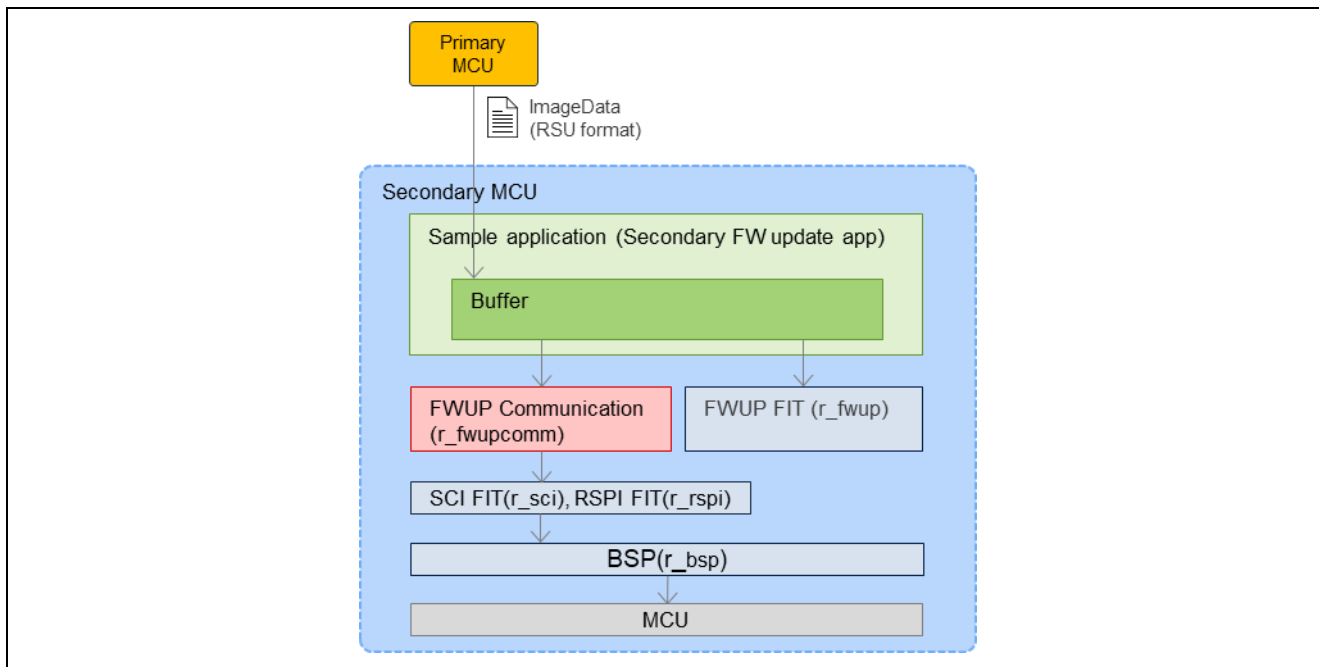 Primary
MCU
ImageData
(RSU format)
Secondary MCU
Sample application (Secondary FW update app)
Buffer
FWUP Communication
(r_fwupcomm)
FWUP FIT (r_fwup)
SCI FIT(r_sci), RSPI FIT(r_rspi)
BSP(r_bsp)
MCU